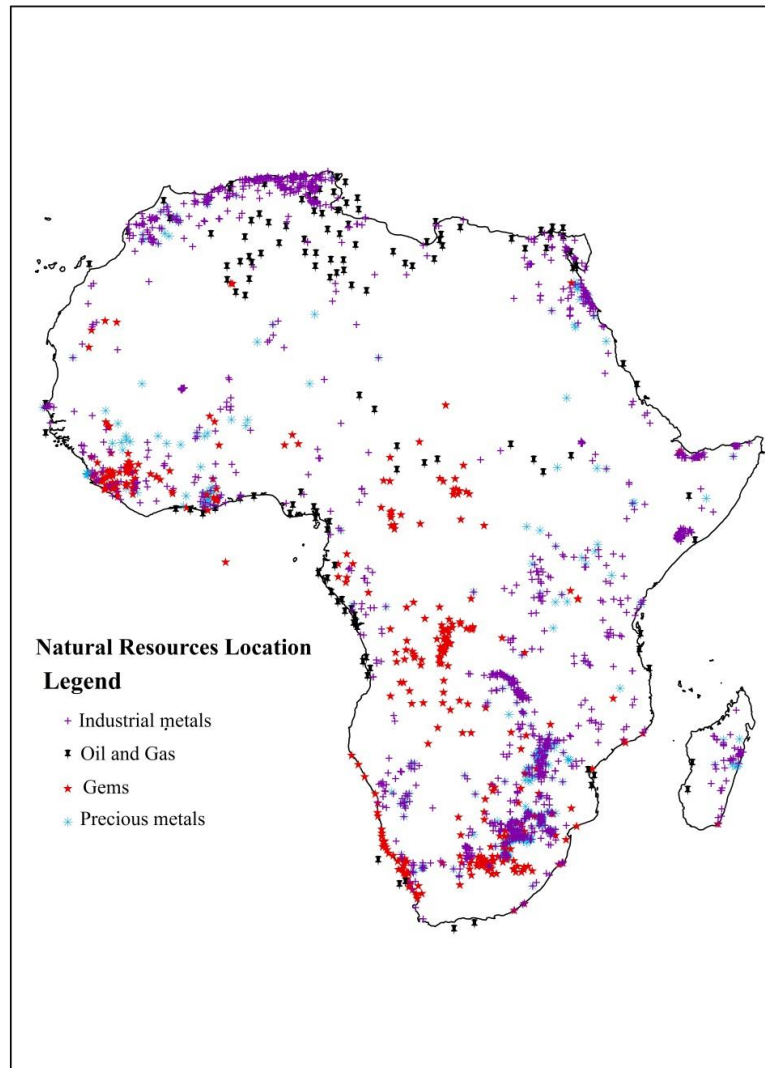 Natural Resources Location
Legend
Industrial metals
Oil and Gas
Gems
Precious metals